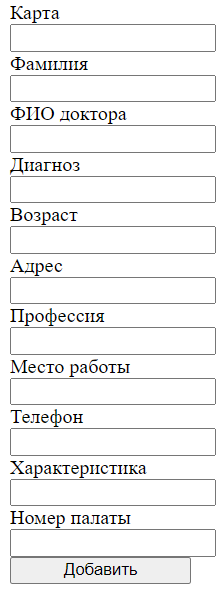 Карта
Фамилия
ФИО доктора
Диагноз
Возраст
Адрес
Профессия
Место работы
Телефон
Характеристика
Номер палаты
Добавить